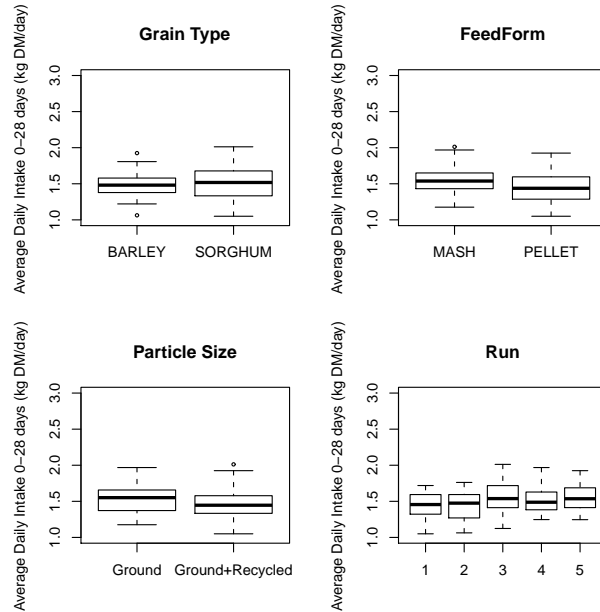 Grain Type
Average Daily Intake 0−28 days (kg DM/day)
3.0
2.5
2.0
1.5
1.0
BARLEY SORGHUM
FeedForm
Average Daily Intake 0−28 days (kg DM/day)
3.0
2.5
2.0
1.5
1.0
MASH PELLET
Particle Size
Average Daily Intake 0−28 days (kg DM/day)
3.0
2.5
2.0
1.5
1.0
Ground Ground+Recycled
Run
Average Daily Intake 0−28 days (kg DM/day)
3.0
2.5
2.0
1.5
1.0
1 2 3 4 5